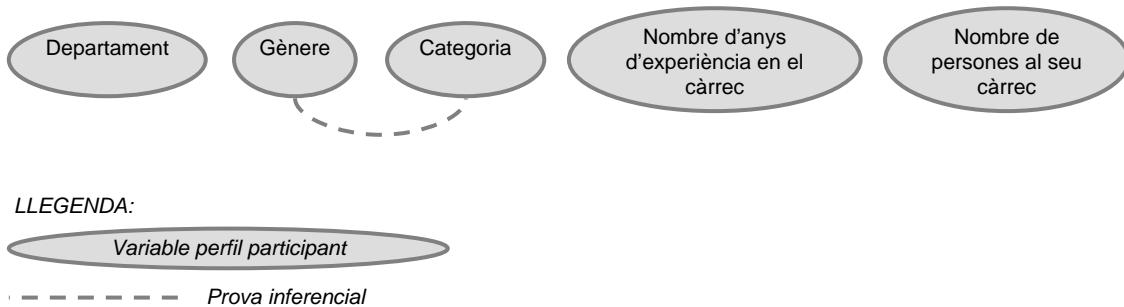 Departament
Gènere
Categoria
Nombre d'anys
d'experiència en el
càrrec
Nombre de
persones al seu
càrrec
LLEGENDA:
Variable perfil participant
Prova inferencial